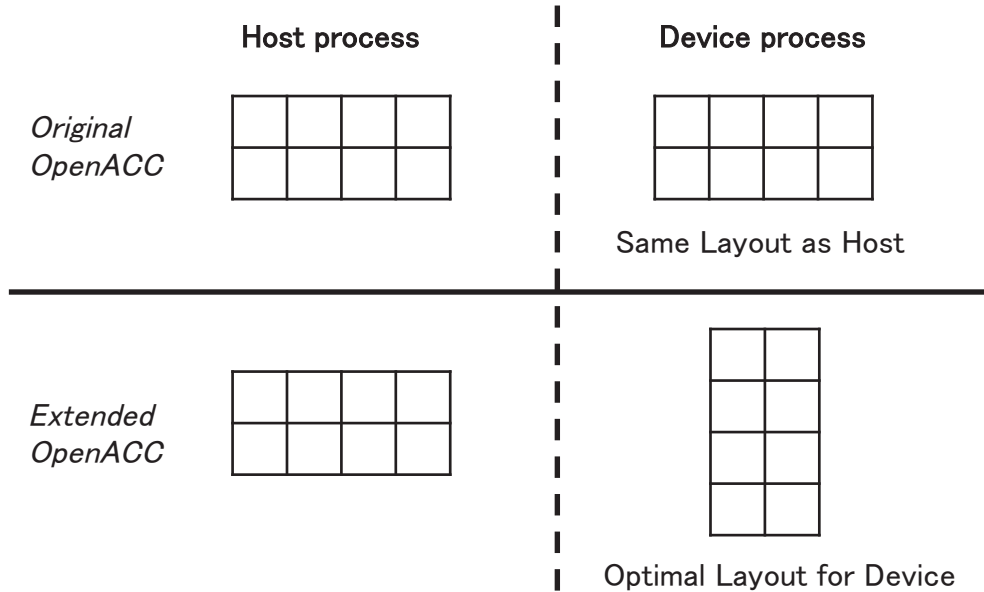 Host process
Device process
Original
OpenACC
Same Layout as Host
Extended
OpenACC
Optimal Layout for Device